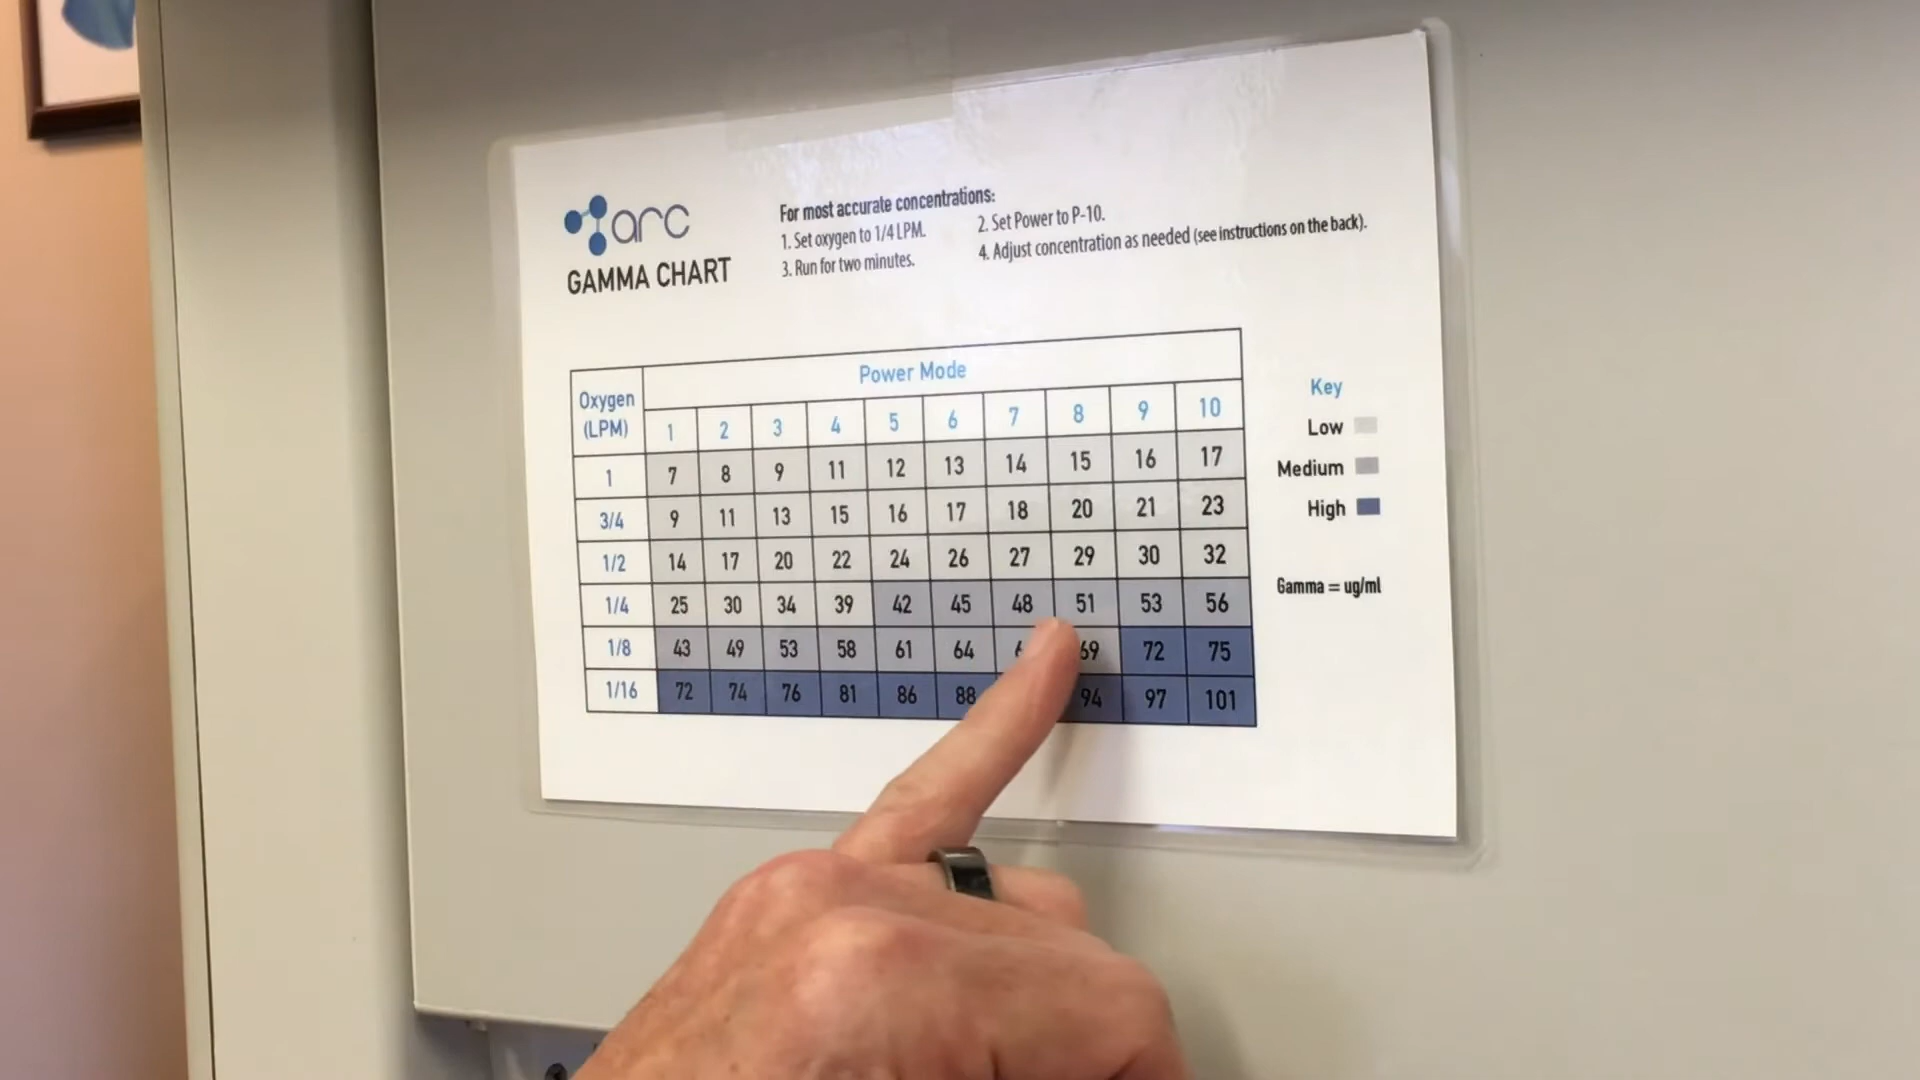 arc
GAMMA CHART
For most accurate concentrations:
1. Set oxygen to 1/4 LPM.
2. Set Power to P-10.
3. Run for two minutes.
4. Adjust concentration as needed (see instructions on the back).
Oxygen (LPM)
Power Mode
1 2 3 4 5 6 7 8 9 10
1 7 8 9 11 12 13 14 15 16 17
3/4 9 11 13 15 16 17 18 20 21 23
1/2 14 17 20 22 24 26 27 29 30 32
1/4 25 30 34 39 42 45 48 51 53 56
1/8 43 49 53 58 61 64 69 72 75
1/16 72 74 76 81 86 88 94 97 101
Key
Low
Medium
High
Gamma = ug/ml